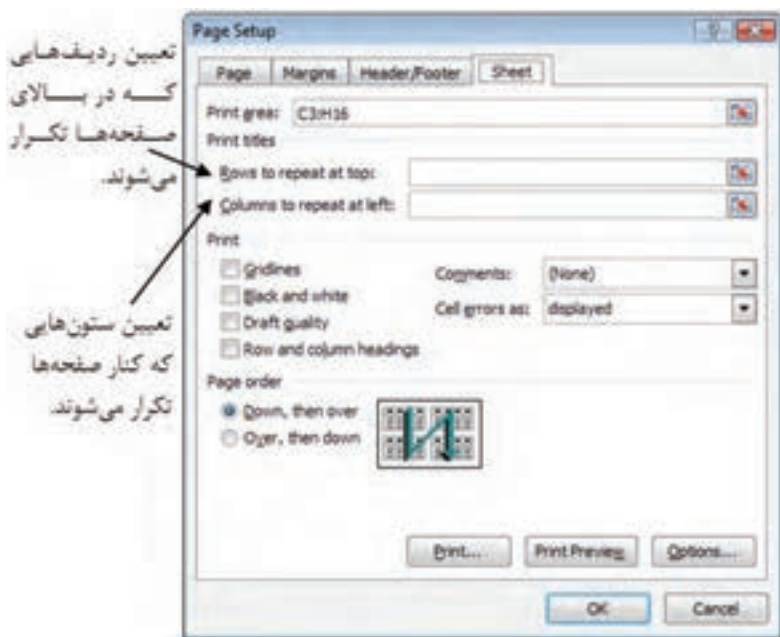 تعیین ردیف‌هایی
که در بالای
صفحه‌ها تکرار
می‌شوند.
تعیین ستون‌هایی
که کنار صفحه‌ها
تکرار می‌شوند.
Page Setup
Page Margins Header/Footer Sheet
Print area: C3:H16
Print titles
Rows to repeat at top:
Columns to repeat at left:
Print
Gridlines Comments: (None)
Black and white Cell errors as: displayed
Draft quality
Row and column headings
Page order
Down, then over
Over, then down
Print... Print Preview Options...
OK Cancel